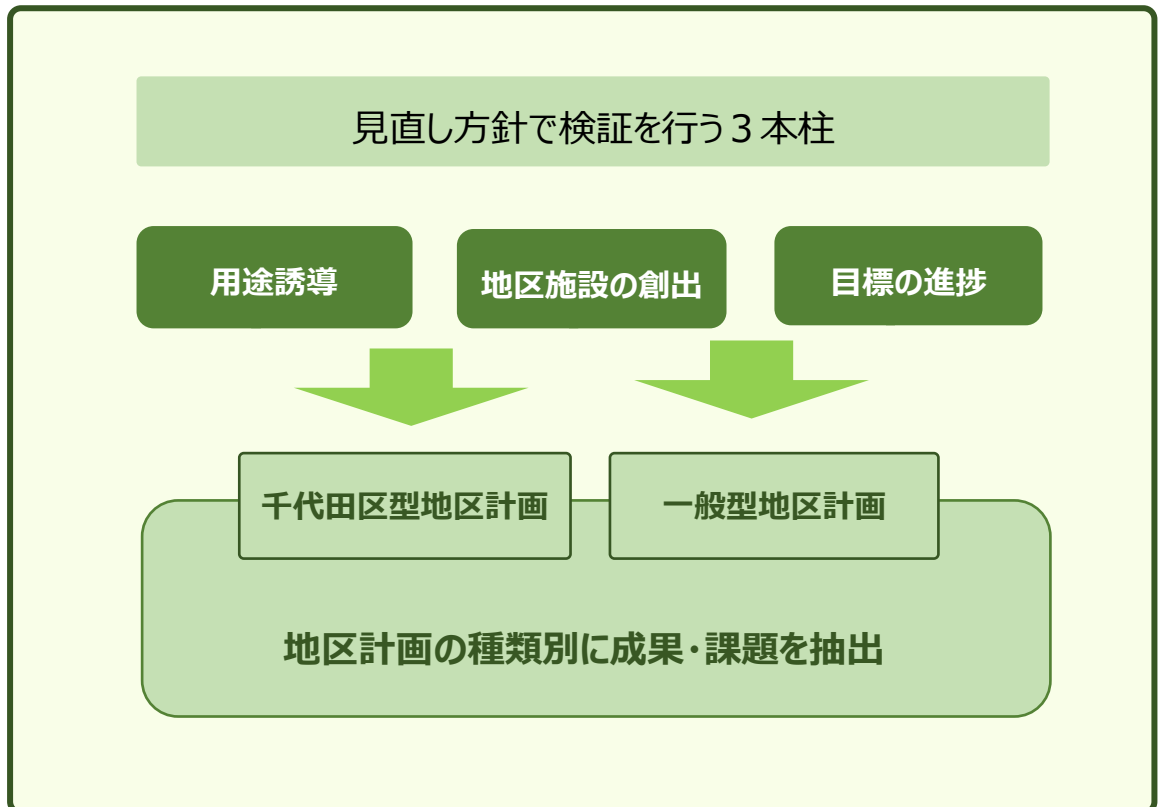 見直し方針で検証を行う３本柱
用途誘導
地区施設の創出
目標の進捗
千代田区型地区計画
一般型地区計画
地区計画の種類別に成果・課題を抽出